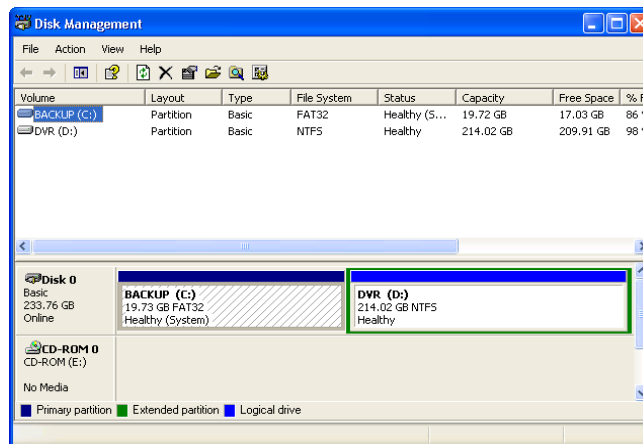 Disk Management
File Action View Help
Volume Layout Type File System Status Capacity Free Space % F
BACKUP (C:) Partition Basic FAT32 Healthy (S... 19.72 GB 17.03 GB 86 %
DVR (D:) Partition Basic NTFS Healthy 214.02 GB 209.91 GB 98 %
Disk 0
Basic
233.76 GB
Online
BACKUP (C:)
19.73 GB FAT32
Healthy (System)
DVR (D:)
214.02 GB NTFS
Healthy
CD-ROM 0
CD-ROM (E:)
No Media
Primary partition Extended partition Logical drive